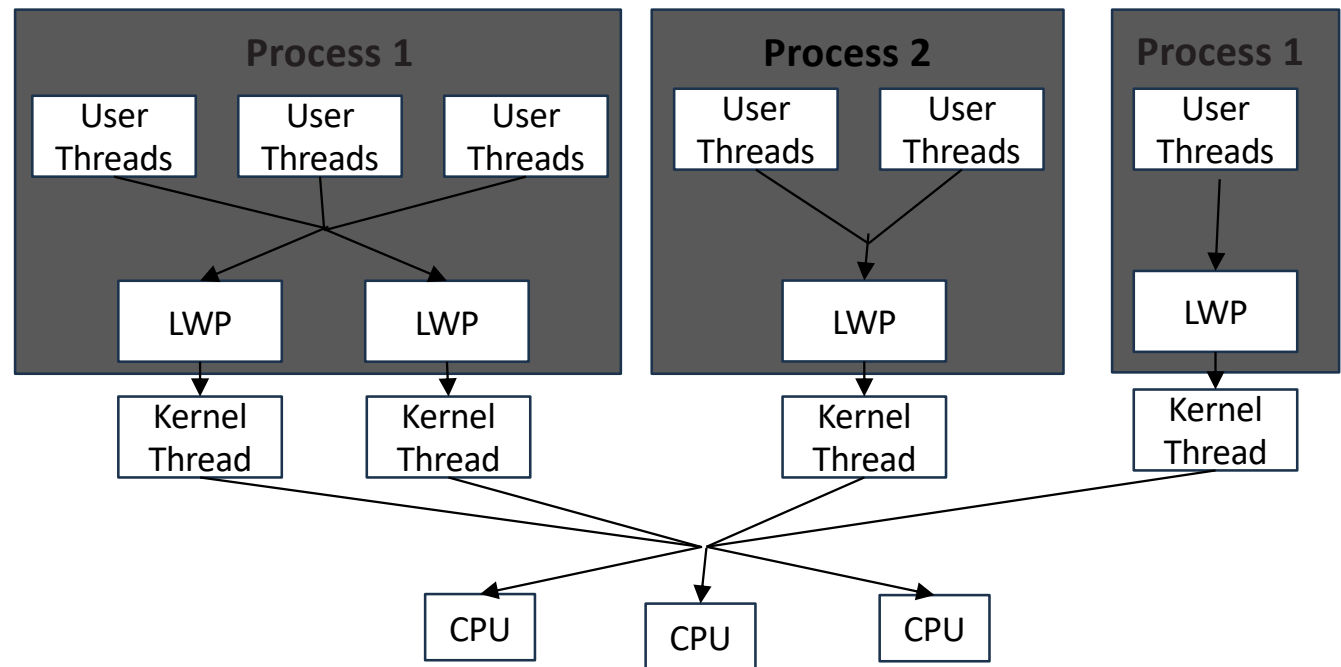 Process 1
Process 2
Process 1
User
Threads
User
Threads
User
Threads
User
Threads
User
Threads
User
Threads
LWP
LWP
LWP
LWP
Kernel
Thread
Kernel
Thread
Kernel
Thread
Kernel
Thread
CPU
CPU
CPU